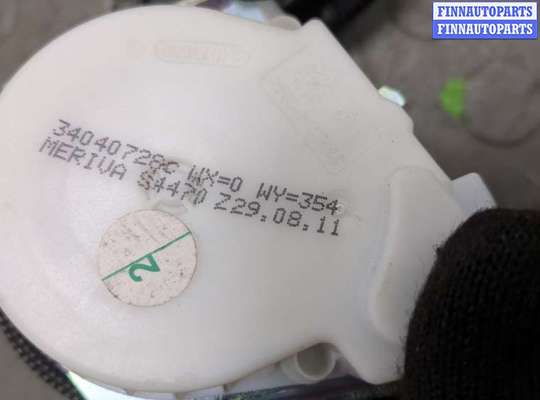 FINNAUTOPARTS
FINNAUTOPARTS
34040728C WX=0 WY=354
MERIVA S4470 Z29.08.11
2